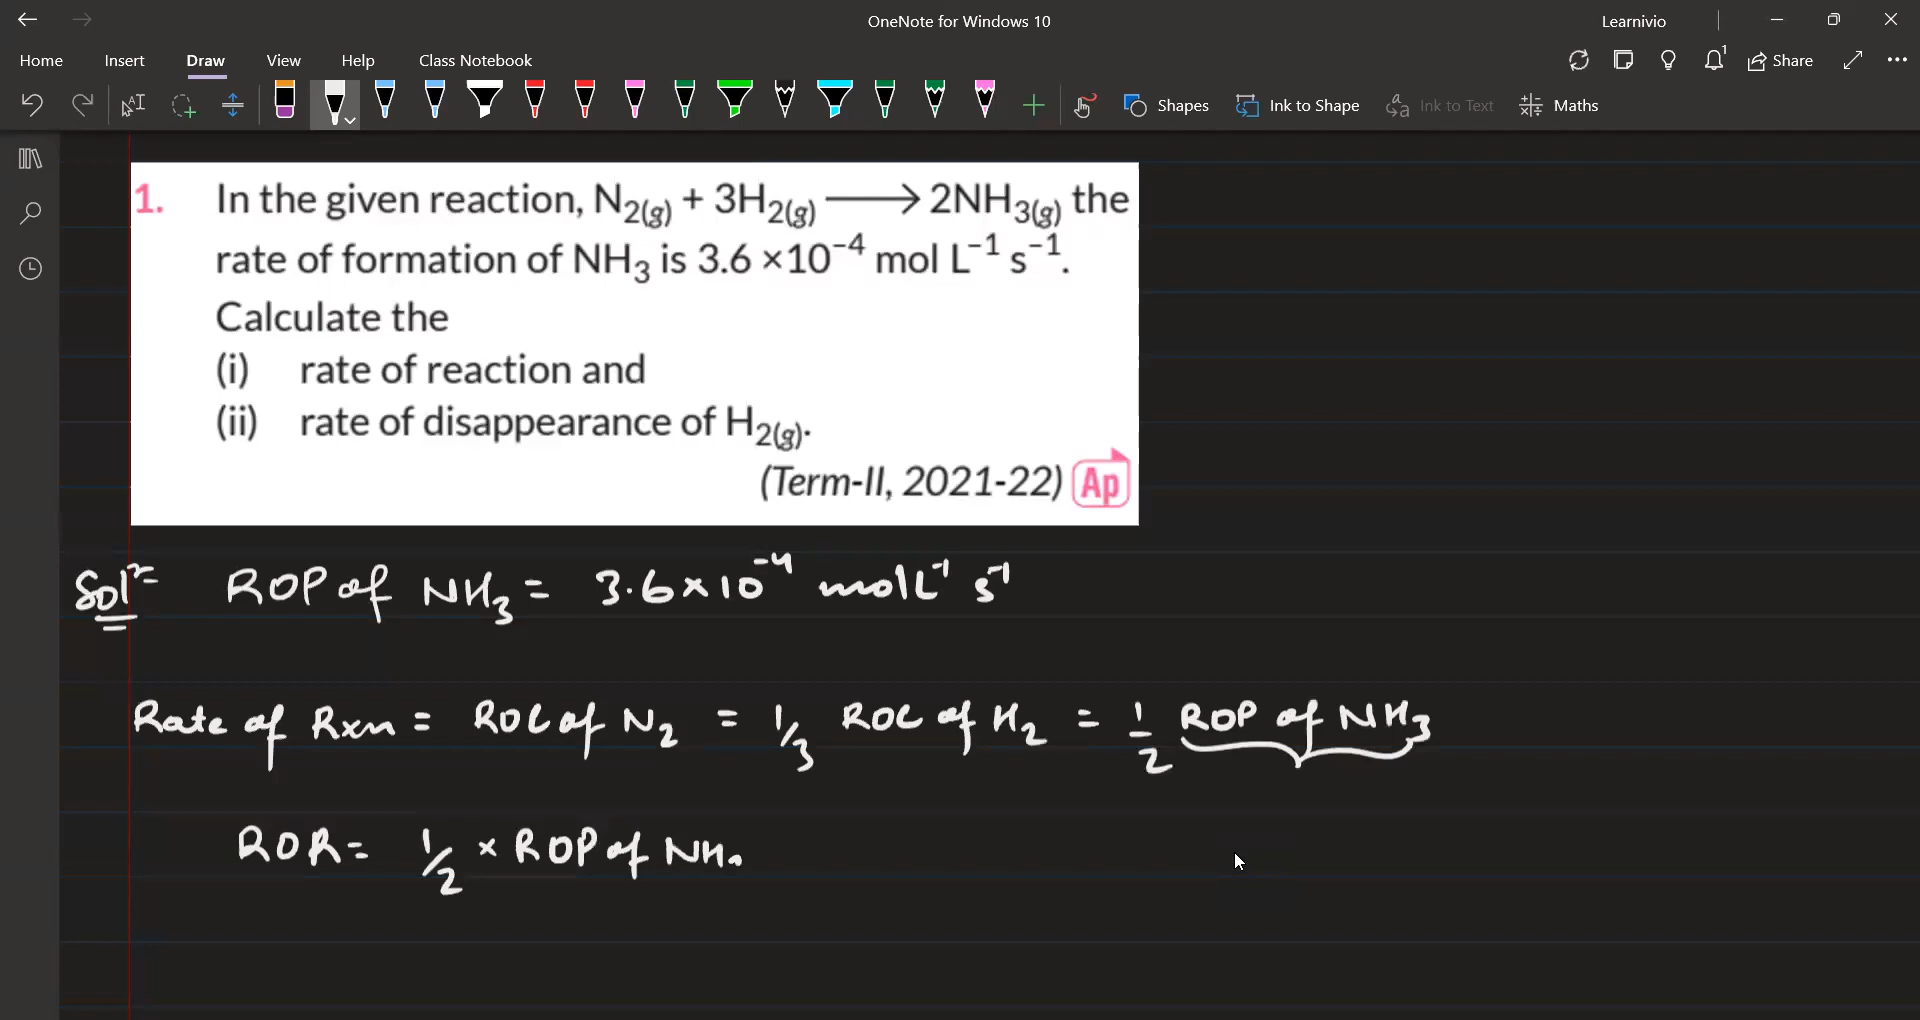 OneNote for Windows 10
Learnivio
Home Insert Draw View Help Class Notebook
1 Share
Shapes Ink to Shape Ink to Text Maths
1. In the given reaction, N₂(g) + 3H₂(g) ⟶ 2NH₃(g) the
rate of formation of NH₃ is 3.6 ×10⁻⁴ mol L⁻¹ s⁻¹.
Calculate the
(i) rate of reaction and
(ii) rate of disappearance of H₂(g).
(Term-II, 2021-22) Ap
Solⁿ= ROP of NH₃ = 3.6×10⁻⁴ mol L⁻¹ s⁻¹
Rate of Rxn = ROC of N₂ = 1/3 ROC of H₂ = 1/2 ROP of NH₃
ROR = 1/2 × ROP of NH